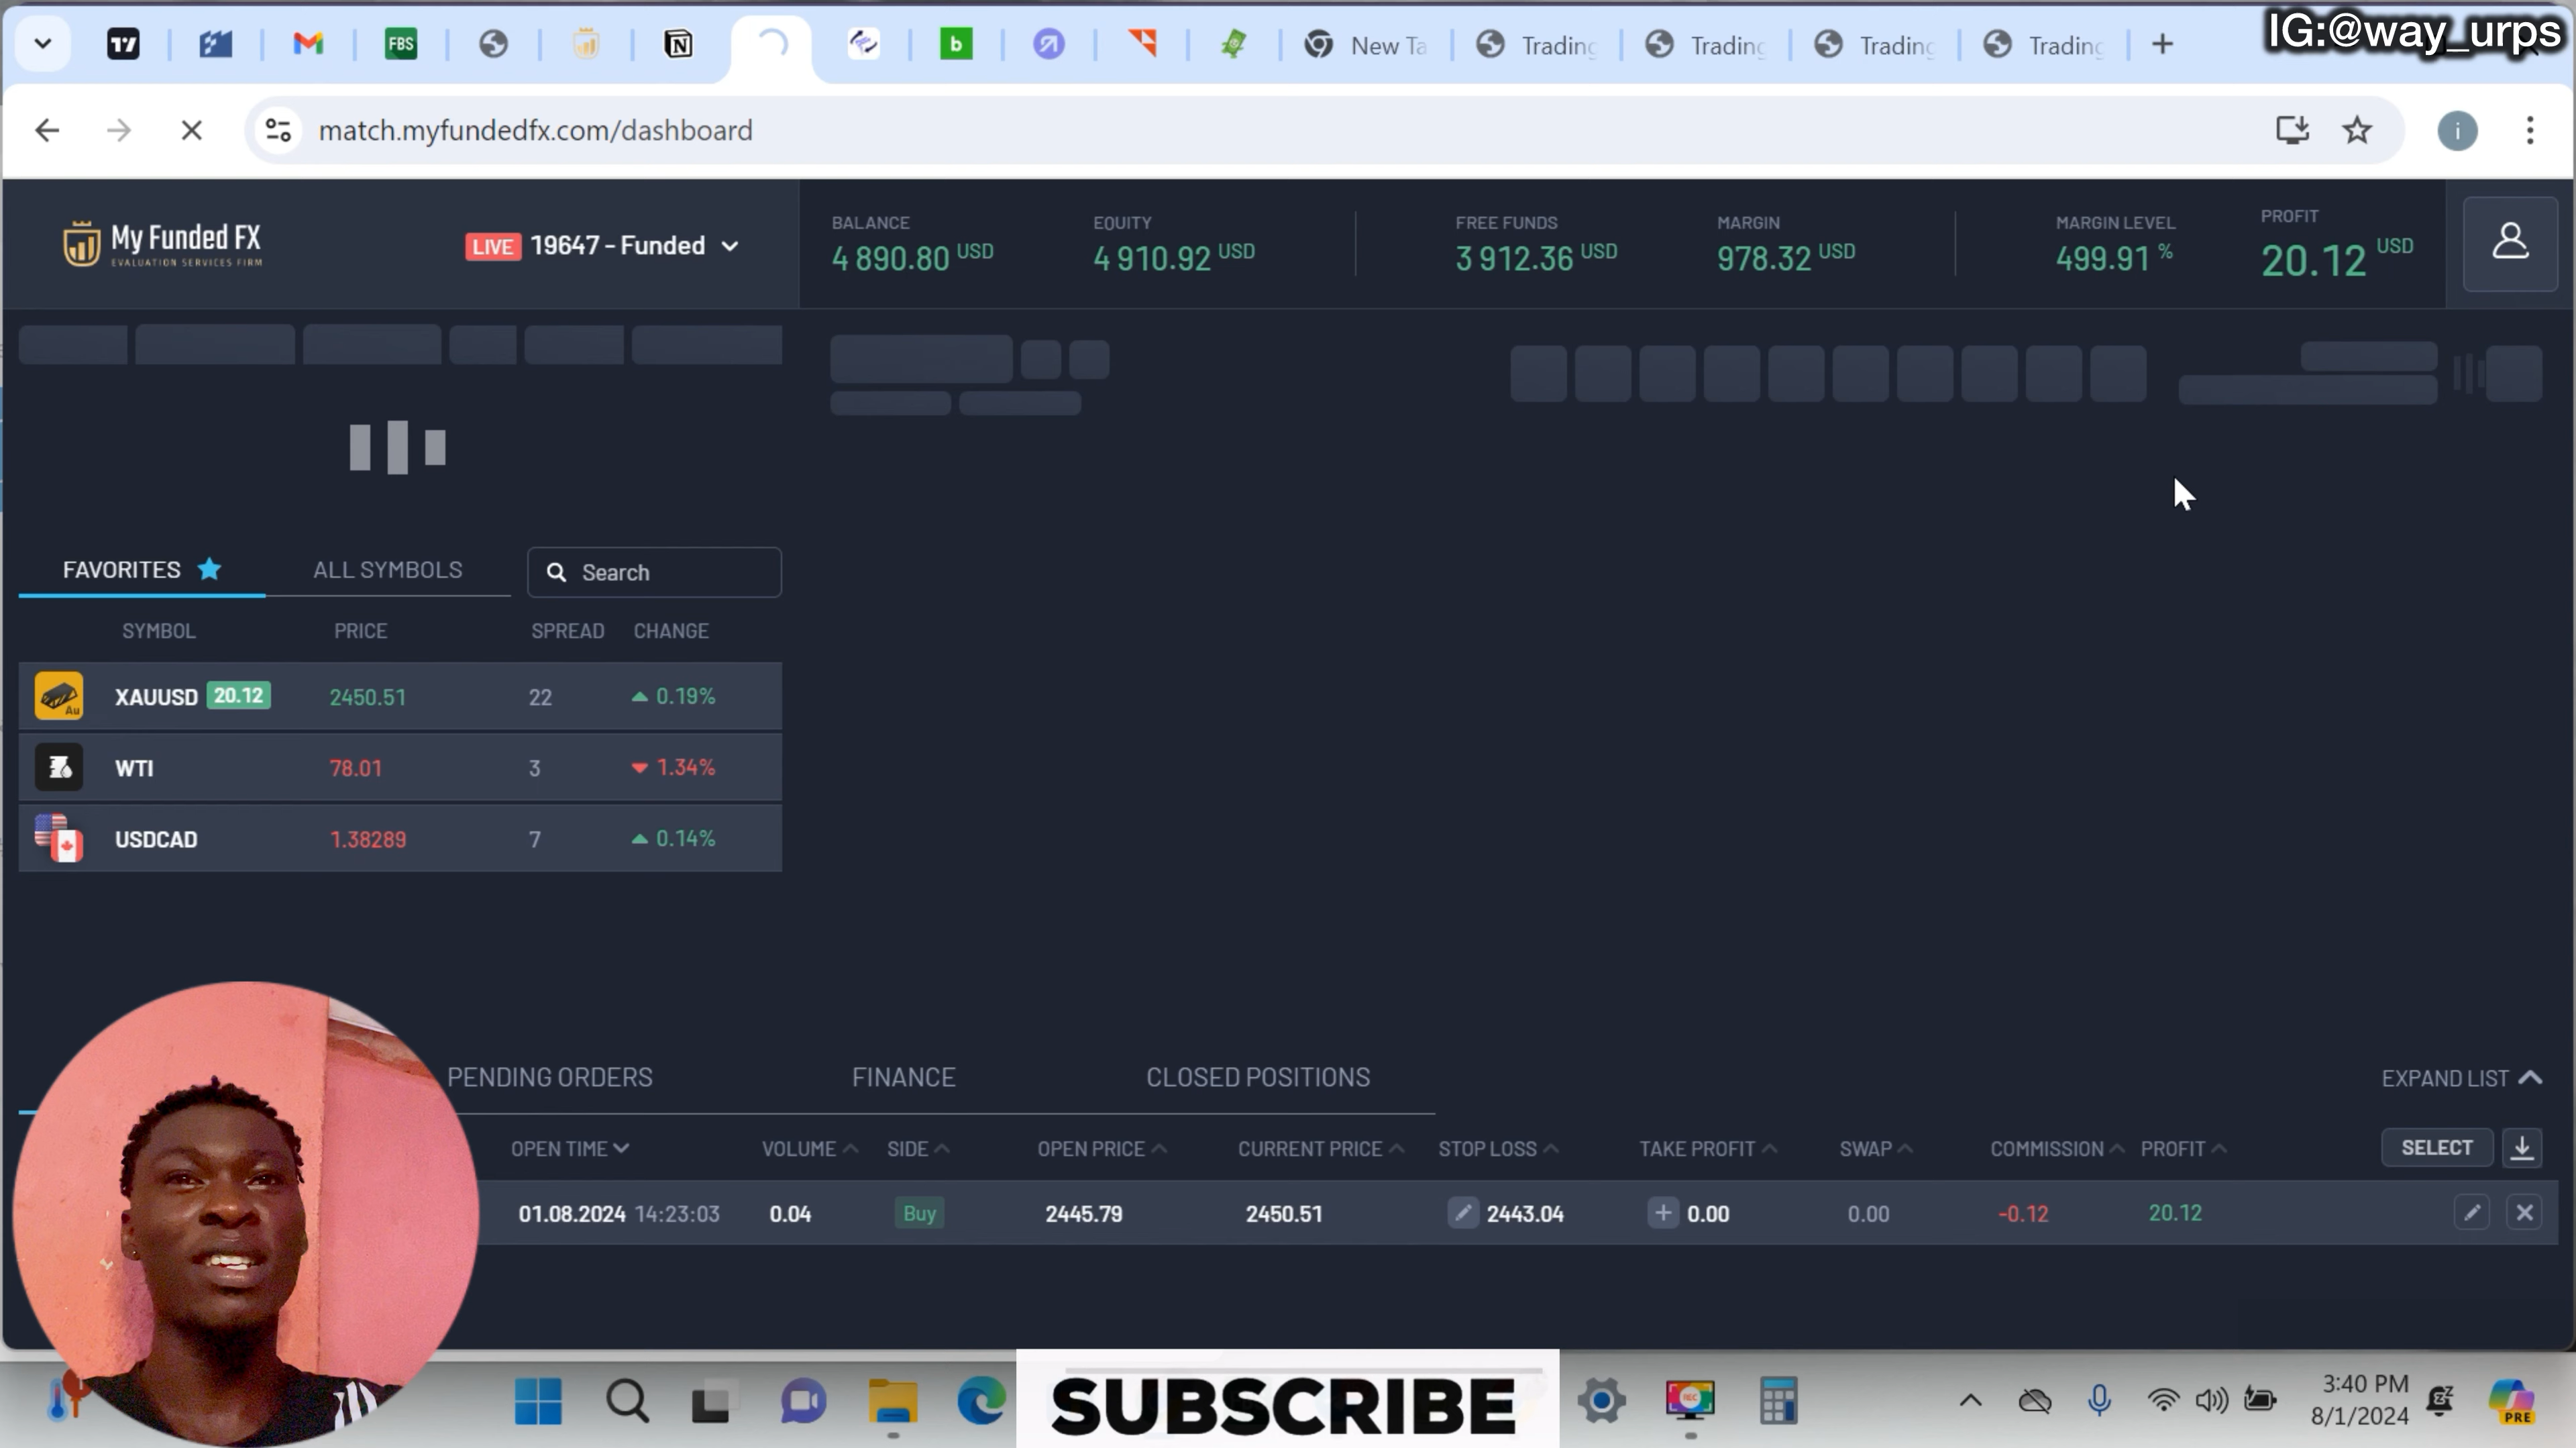 IG:@way_urps
FBS
New Ta
Trading
Trading
Trading
Trading
match.myfundedfx.com/dashboard
i
My Funded FX
EVALUATION SERVICES FIRM
LIVE 19647 - Funded
BALANCE
4 890.80 USD
EQUITY
4 910.92 USD
FREE FUNDS
3 912.36 USD
MARGIN
978.32 USD
MARGIN LEVEL
499.91 %
PROFIT
20.12 USD
FAVORITES
ALL SYMBOLS
Search
SYMBOL PRICE SPREAD CHANGE
Au XAUUSD 20.12 2450.51 22 0.19%
WTI 78.01 3 1.34%
USDCAD 1.38289 7 0.14%
PENDING ORDERS FINANCE CLOSED POSITIONS EXPAND LIST
OPEN TIME VOLUME SIDE OPEN PRICE CURRENT PRICE STOP LOSS TAKE PROFIT SWAP COMMISSION PROFIT SELECT
01.08.2024 14:23:03 0.04 Buy 2445.79 2450.51 2443.04 0.00 0.00 -0.12 20.12
SUBSCRIBE
REC
3:40 PM
8/1/2024
PRE